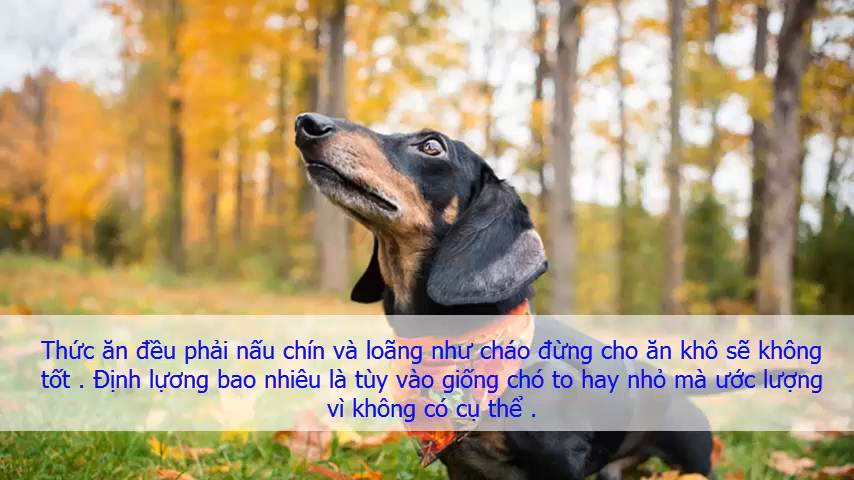 Thức ăn đều phải nấu chín và loãng như cháo đừng cho ăn khô sẽ không
tốt . Định lượng bao nhiêu là tùy vào giống chó to hay nhỏ mà ước lượng
vì không có cụ thể .